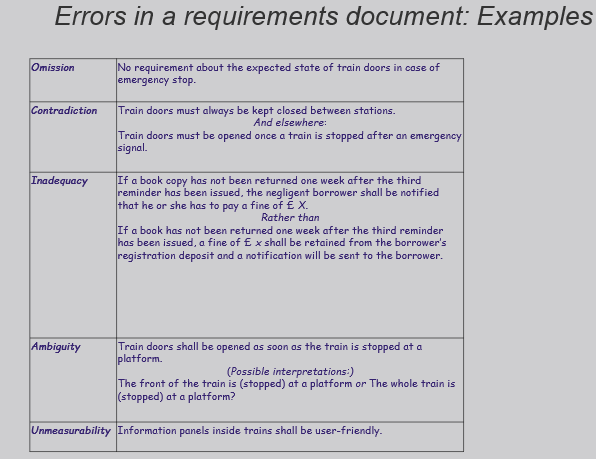 Errors in a requirements document: Examples
Omission
No requirement about the expected state of train doors in case of
emergency stop.
Contradiction
Train doors must always be kept closed between stations.
And elsewhere:
Train doors must be opened once a train is stopped after an emergency
signal.
Inadequacy
If a book copy has not been returned one week after the third
reminder has been issued, the negligent borrower shall be notified
that he or she has to pay a fine of £ X.
Rather than
If a book has not been returned one week after the third reminder
has been issued, a fine of £ x shall be retained from the borrower's
registration deposit and a notification will be sent to the borrower.
Ambiguity
Train doors shall be opened as soon as the train is stopped at a
platform.
(Possible interpretations:)
The front of the train is (stopped) at a platform or The whole train is
(stopped) at a platform?
Unmeasurability
Information panels inside trains shall be user-friendly.